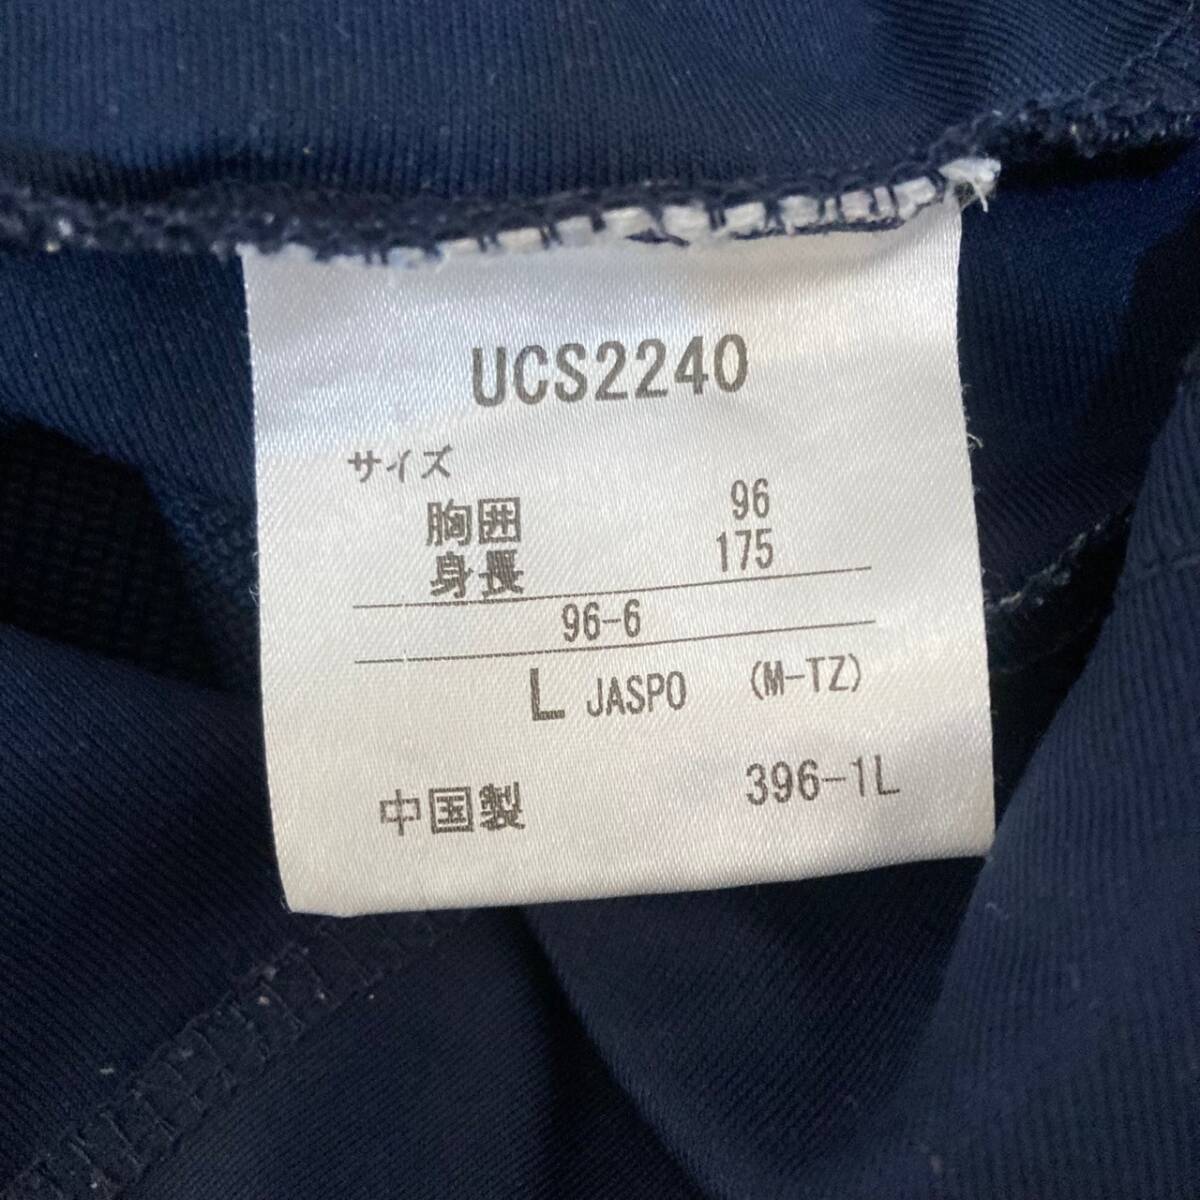 UCS2240
サイズ
胸囲 96
身長 175
96-6
L JASPO (M-TZ)
中国製 396-1L